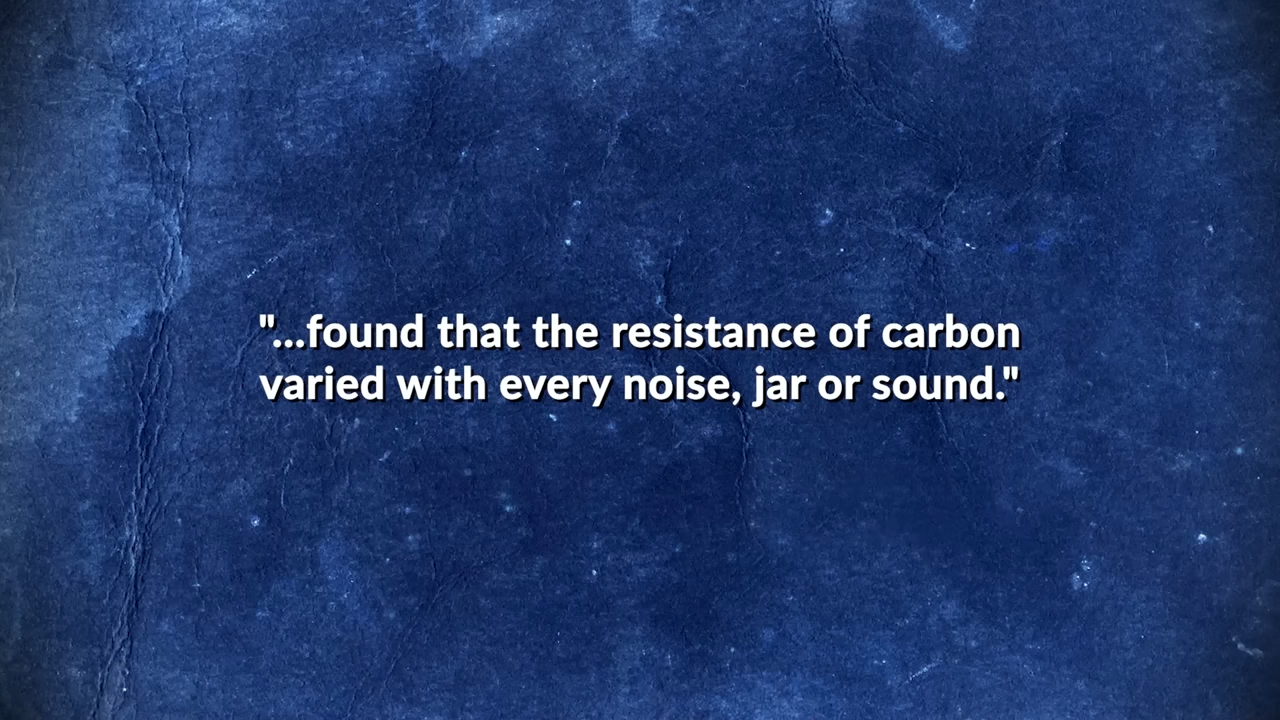 "...found that the resistance of carbon
varied with every noise, jar or sound."